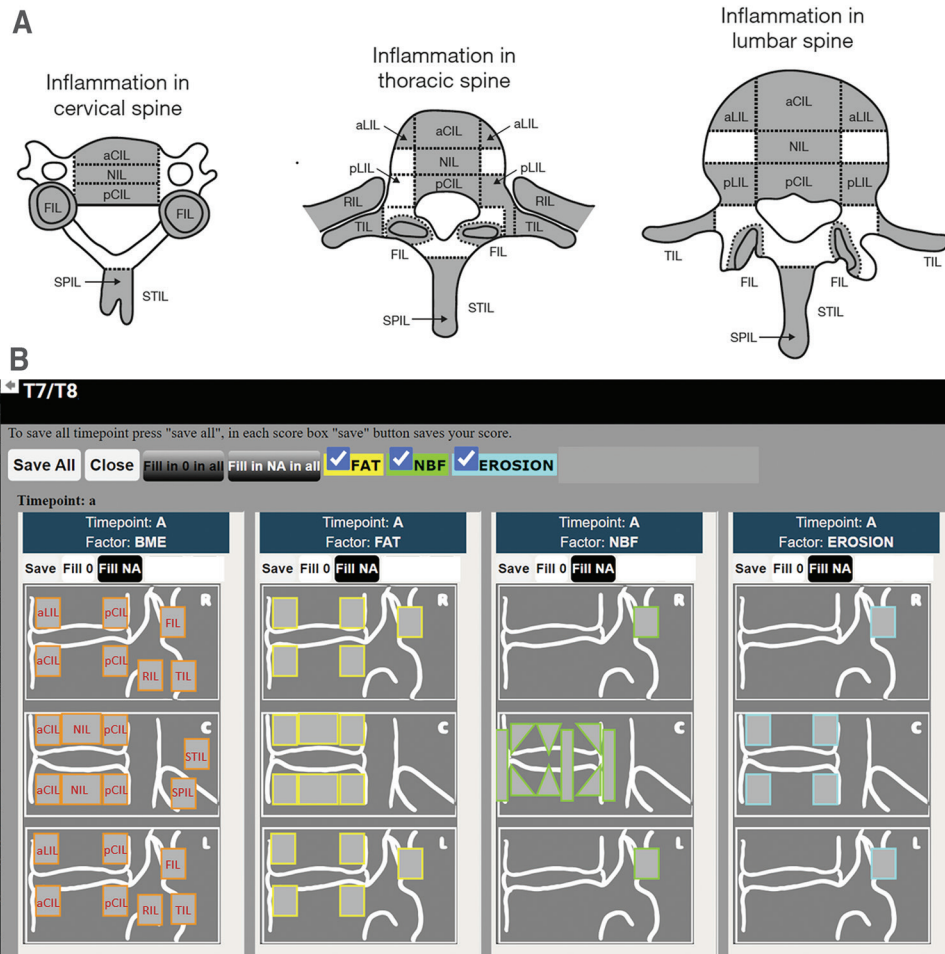 A
Inflammation in
cervical spine
aCIL
NIL
pCIL
FIL
FIL
SPIL
STIL
Inflammation in
thoracic spine
aLIL
aCIL
aLIL
pLIL
NIL
pLIL
pCIL
RIL
RIL
TIL
TIL
FIL
FIL
SPIL
STIL
Inflammation in
lumbar spine
aLIL
aCIL
aLIL
NIL
pLIL
pCIL
pLIL
TIL
TIL
FIL
FIL
SPIL
STIL
B
T7/T8
To save all timepoint press "save all", in each score box "save" button saves your score.
Save All Close Fill in 0 in all Fill in NA in all FAT NBF EROSION
Timepoint: a
Timepoint: A
Factor: BME
Save Fill 0 Fill NA
R
aLIL pCIL FIL
aCIL pCIL RIL TIL
C
aCIL NIL pCIL
STIL
aCIL NIL pCIL SPIL
L
aLIL pCIL FIL
aCIL pCIL RIL TIL
Timepoint: A
Factor: FAT
Save Fill 0 Fill NA
R
C
L
Timepoint: A
Factor: NBF
Save Fill 0 Fill NA
R
C
L
Timepoint: A
Factor: EROSION
Save Fill 0 Fill NA
R
C
L